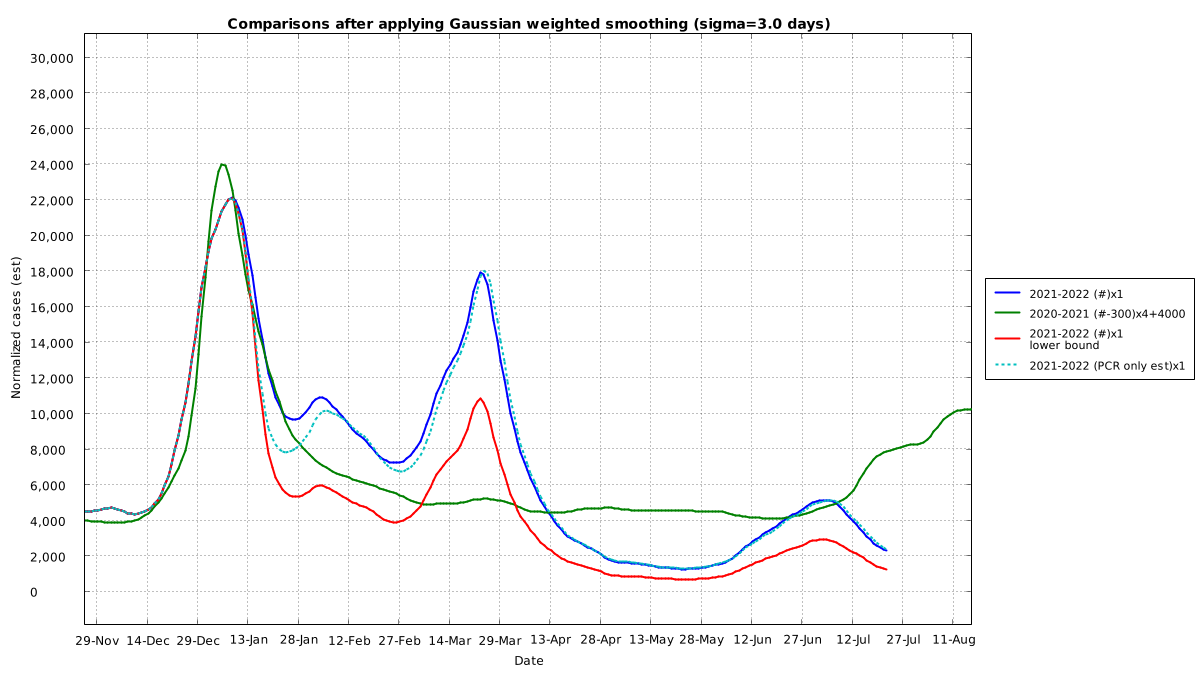 Comparisons after applying Gaussian weighted smoothing (sigma=3.0 days)
30,000
28,000
26,000
24,000
22,000
20,000
18,000
16,000
14,000
12,000
10,000
8,000
6,000
4,000
2,000
0
Normalized cases (est)
29-Nov 14-Dec 29-Dec 13-Jan 28-Jan 12-Feb 27-Feb 14-Mar 29-Mar 13-Apr 28-Apr 13-May 28-May 12-Jun 27-Jun 12-Jul 27-Jul 11-Aug
Date
2021-2022 (#)x1
2020-2021 (#-300)x4+4000
2021-2022 (#)x1
lower bound
2021-2022 (PCR only est)x1